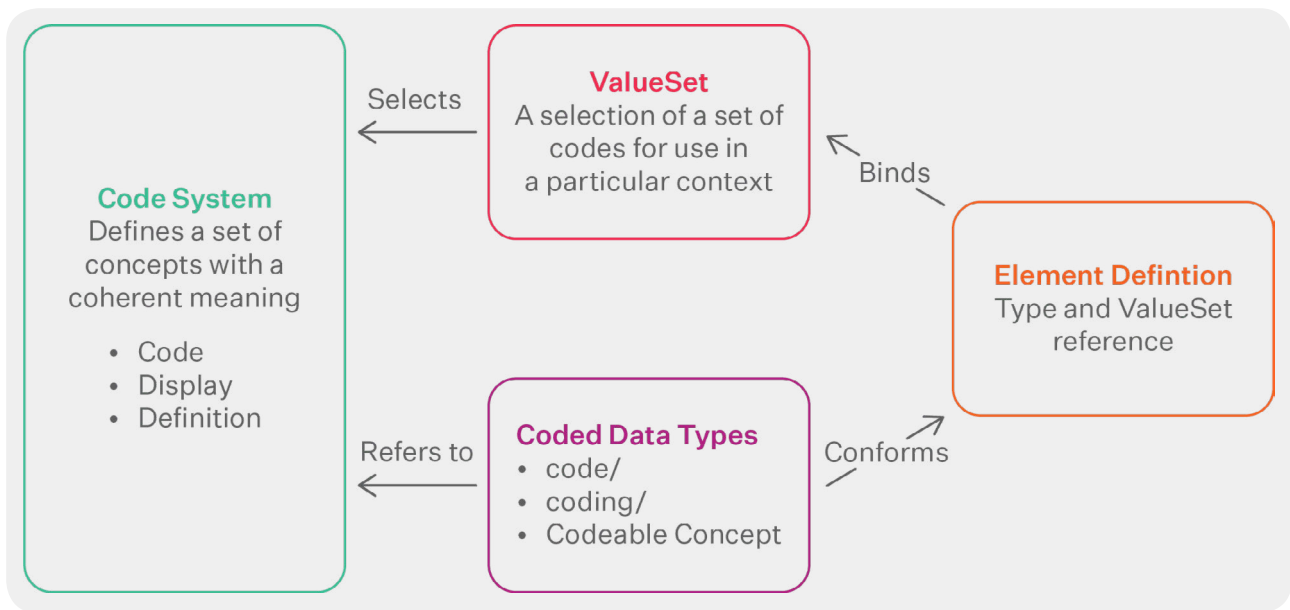 Code System
Defines a set of
concepts with a
coherent meaning
• Code
• Display
• Definition
Selects
Refers to
ValueSet
A selection of a set of
codes for use in
a particular context
Coded Data Types
• code/
• coding/
• Codeable Concept
Binds
Conforms
Element Defintion
Type and ValueSet
reference